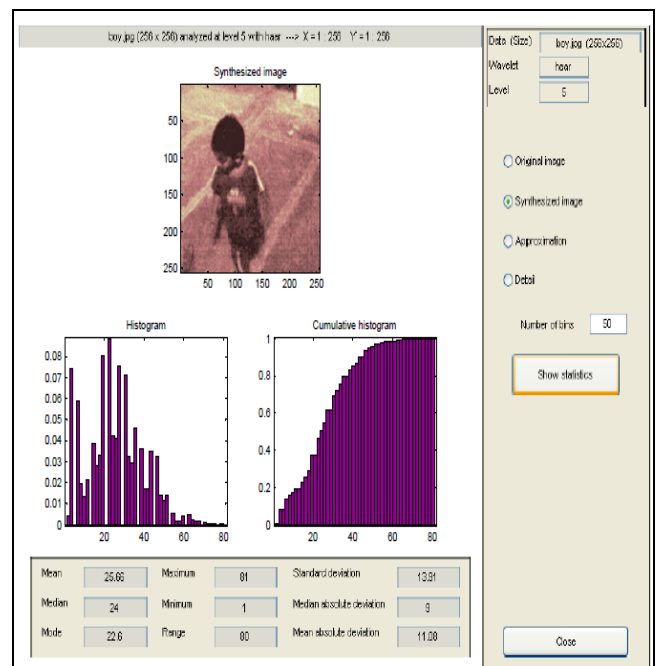 boy.jpg (256 x 256) analyzed at level 5 with haar ---> X = 1 : 256 Y = 1 : 256
Synthesized image
50
100
150
200
250
50 100 150 200 250
Histogram
0.08
0.07
0.06
0.05
0.04
0.03
0.02
0.01
0
20 40 60 80
Cumulative histogram
1
0.8
0.6
0.4
0.2
0
20 40 60 80
Mean 25.66 Maximum 81 Standard deviation 13.91
Median 24 Minimum 1 Median absolute deviation 9
Mode 22.6 Range 80 Mean absolute deviation 11.08
Data (Size) boy.jpg (256x256)
Wavelet haar
Level 5
Original image
Synthesized image
Approximation
Detail
Number of bins 50
Show statistics
Close